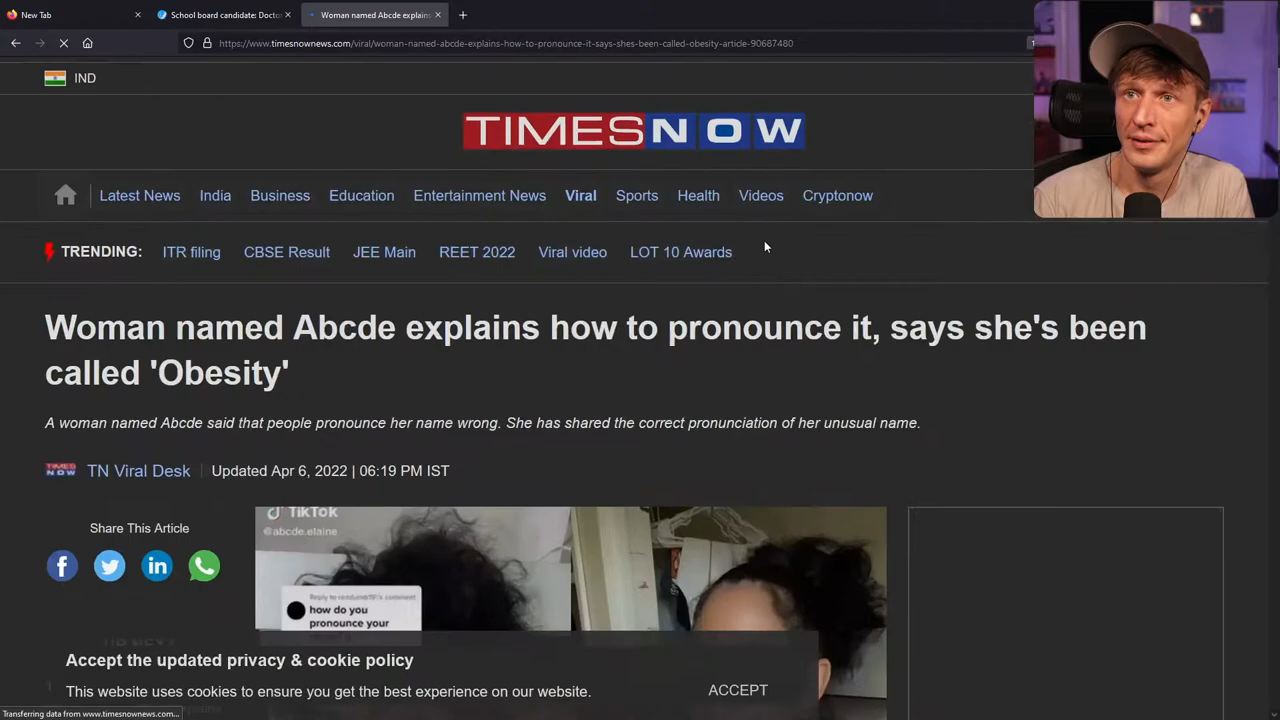 New Tab
School board candidate: Docto
Woman named Abcde explains
https://www.timesnownews.com/viral/woman-named-abcde-explains-how-to-pronounce-it-says-shes-been-called-obesity-article-90687480
IND
TIMES NOW
Latest News India Business Education Entertainment News Viral Sports Health Videos Cryptonow
TRENDING: ITR filing CBSE Result JEE Main REET 2022 Viral video LOT 10 Awards
Woman named Abcde explains how to pronounce it, says she's been
called 'Obesity'
A woman named Abcde said that people pronounce her name wrong. She has shared the correct pronunciation of her unusual name.
TIMES NOW TN Viral Desk Updated Apr 6, 2022 | 06:19 PM IST
Share This Article
TikTok
@abcde.elaine
how do you
pronounce your
Accept the updated privacy & cookie policy
This website uses cookies to ensure you get the best experience on our website.
ACCEPT
Transferring data from www.timesnownews.com...